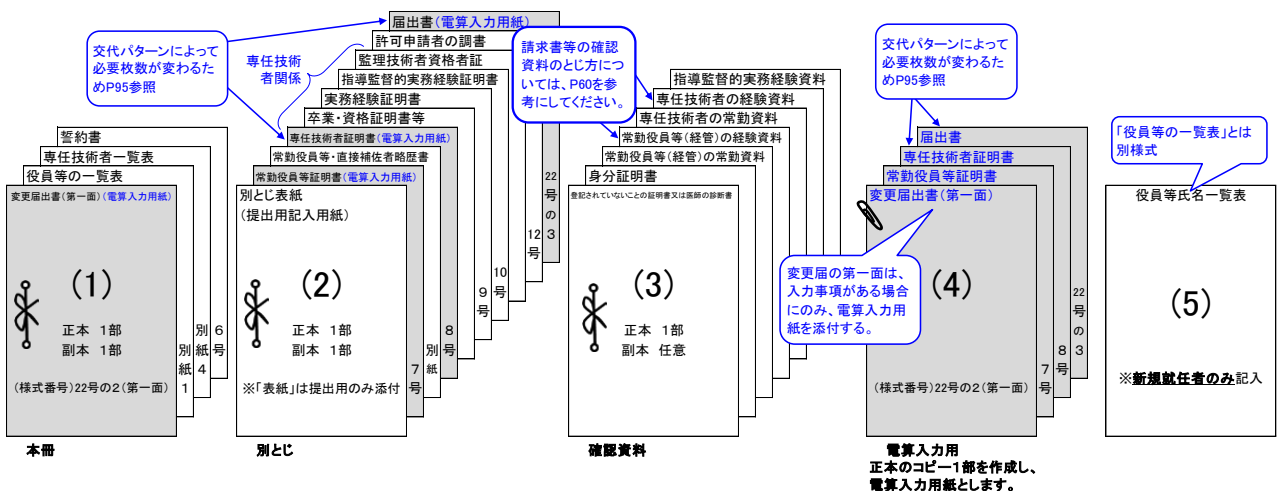 交代パターンによって
必要枚数が変わるた
めP95参照
専任技術
者関係
届出書(電算入力用紙)
許可申請者の調書
監理技術者資格者証
指導監督的実務経験証明書
実務経験証明書
卒業・資格証明書等
専任技術者証明書(電算入力用紙)
常勤役員等・直接補佐者略歴書
常勤役員等証明書(電算入力用紙)
別とじ表紙
(提出用記入用紙)
(2)
正本 1部
副本 1部
※「表紙」は提出用のみ添付
7号
別紙
8号
9号
10号
12号
22号の3
別とじ
誓約書
専任技術者一覧表
役員等の一覧表
変更届出書(第一面)(電算入力用紙)
(1)
正本 1部
副本 1部
(様式番号)22号の2(第一面)
別紙1
別紙4
6号
本冊
請求書等の確認
資料のとじ方につ
いては、P60を参
考にしてください。
指導監督的実務経験資料
専任技術者の経験資料
専任技術者の常勤資料
常勤役員等(経管)の経験資料
常勤役員等(経管)の常勤資料
身分証明書
登記されていないことの証明書又は医師の診断書
(3)
正本 1部
副本 任意
確認資料
交代パターンによって
必要枚数が変わるた
めP95参照
届出書
専任技術者証明書
常勤役員等証明書
変更届出書(第一面)
変更届の第一面は、
入力事項がある場合
にのみ、電算入力用
紙を添付する。
(4)
(様式番号)22号の2(第一面)
7号
8号
22号の3
電算入力用
正本のコピー1部を作成し、
電算入力用紙とします。
「役員等の一覧表」とは
別様式
役員等氏名一覧表
(5)
※新規就任者のみ記入